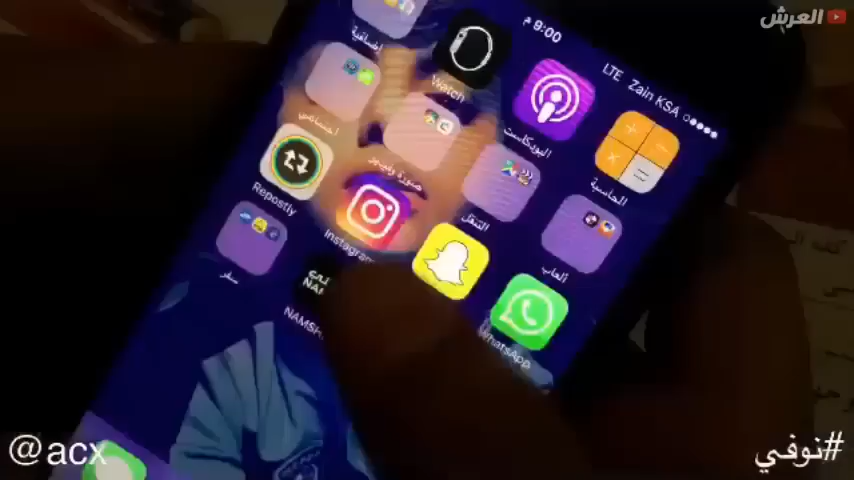 العرش
9:00 م
LTE Zain KSA
إضافية
Watch
البودكاست
الحاسبة
اجتماعي
صورة وفيديو
التنقل
ألعاب
Repostly
Instagram
WhatsApp
سفر
NAMSH
@acx
#نوفي